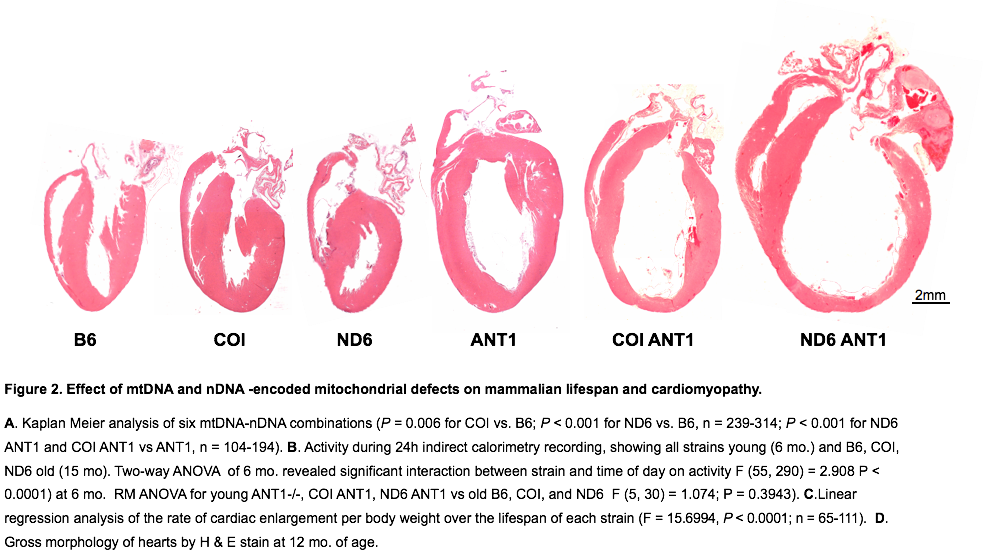 2mm
B6 COI ND6 ANT1 COI ANT1 ND6 ANT1
Figure 2. Effect of mtDNA and nDNA -encoded mitochondrial defects on mammalian lifespan and cardiomyopathy.
A. Kaplan Meier analysis of six mtDNA-nDNA combinations (P = 0.006 for COI vs. B6; P < 0.001 for ND6 vs. B6, n = 239-314; P < 0.001 for ND6
ANT1 and COI ANT1 vs ANT1, n = 104-194). B. Activity during 24h indirect calorimetry recording, showing all strains young (6 mo.) and B6, COI,
ND6 old (15 mo). Two-way ANOVA of 6 mo. revealed significant interaction between strain and time of day on activity F (55, 290) = 2.908 P <
0.0001) at 6 mo. RM ANOVA for young ANT1-/-, COI ANT1, ND6 ANT1 vs old B6, COI, and ND6 F (5, 30) = 1.074; P = 0.3943). C.Linear
regression analysis of the rate of cardiac enlargement per body weight over the lifespan of each strain (F = 15.6994, P < 0.0001; n = 65-111). D.
Gross morphology of hearts by H & E stain at 12 mo. of age.